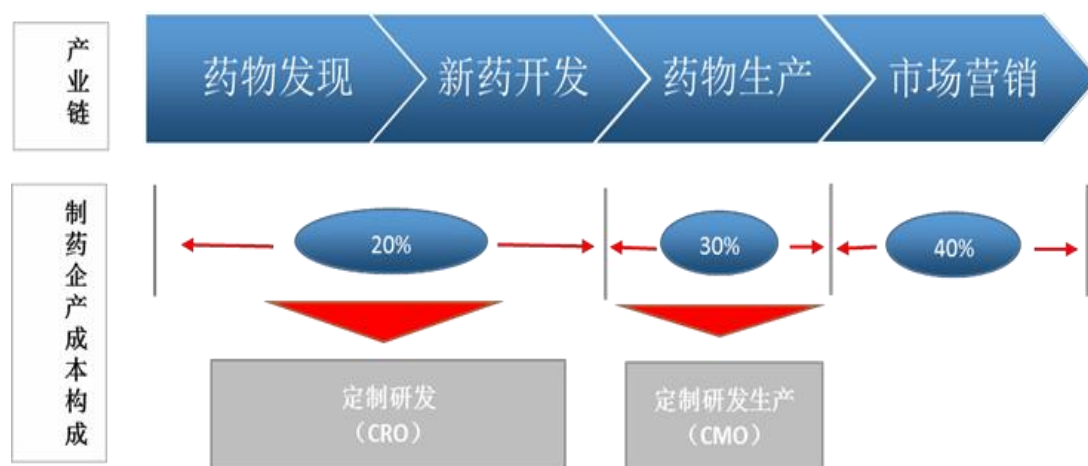 产业链
药物发现
新药开发
药物生产
市场营销
制药企产成本构成
20%
30%
40%
定制研发
（CRO）
定制研发生产
（CMO）